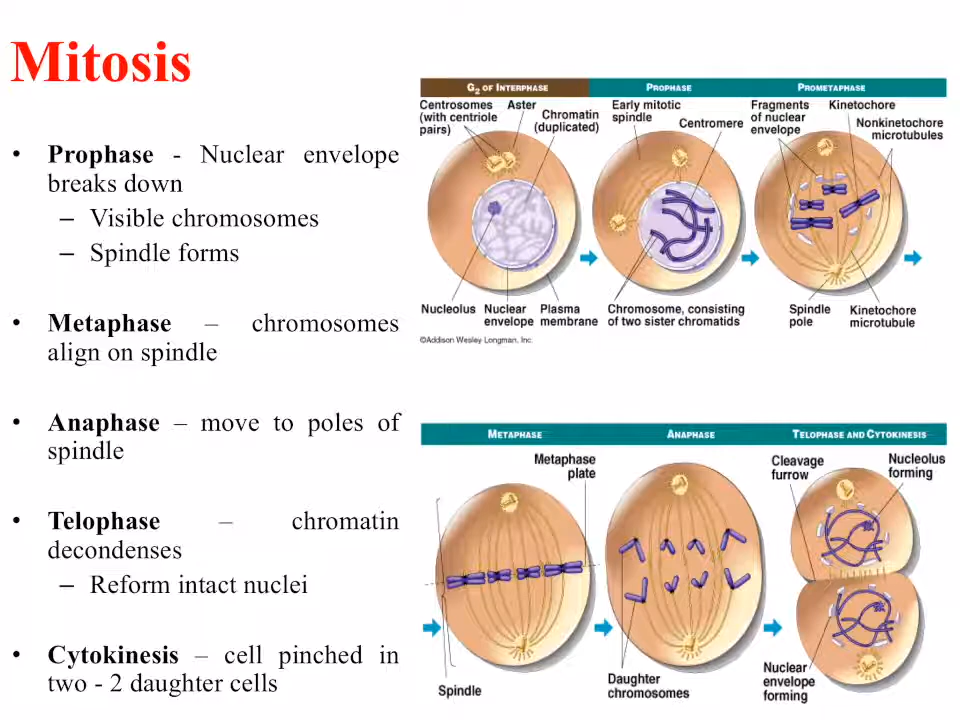 Mitosis
• Prophase - Nuclear envelope
breaks down
– Visible chromosomes
– Spindle forms
• Metaphase – chromosomes
align on spindle
• Anaphase – move to poles of
spindle
• Telophase – chromatin
decondenses
– Reform intact nuclei
• Cytokinesis – cell pinched in
two - 2 daughter cells
G2 OF INTERPHASE
PROPHASE
PROMETAPHASE
Centrosomes
(with centriole
pairs)
Aster
Chromatin
(duplicated)
Early mitotic
spindle
Centromere
Fragments
of nuclear
envelope
Kinetochore
Nonkinetochore
microtubules
Nucleolus
Nuclear
envelope
Plasma
membrane
Chromosome, consisting
of two sister chromatids
Spindle
pole
Kinetochore
microtubule
©Addison Wesley Longman, Inc.
METAPHASE
ANAPHASE
TELOPHASE AND CYTOKINESIS
Metaphase
plate
Cleavage
furrow
Nucleolus
forming
Spindle
Daughter
chromosomes
Nuclear
envelope
forming